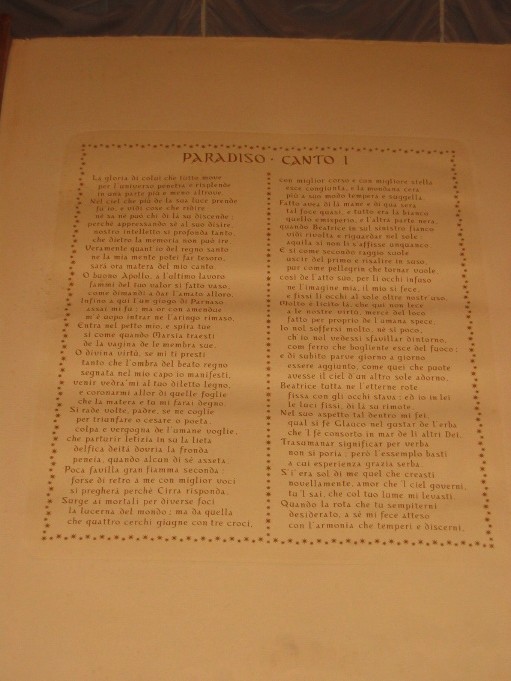 PARADISO · CANTO I
La gloria di colui che tutto move
per l'universo penetra e risplende
in una parte più e meno altrove.
Nel ciel che più de la sua luce prende
fu io, e vidi cose che ridire
né sa né può chi di là su discende;
perché appressando sé al suo disire,
nostro intelletto si profonda tanto,
che dietro la memoria non può ire.
Veramente quant'io del regno santo
ne la mia mente potei far tesoro,
sarà ora matera del mio canto.
O buono Apollo, a l'ultimo lavoro
fammi del tuo valor sì fatto vaso,
come dimandi a dar l'amato alloro.
Infino a qui l'un giogo di Parnaso
assai mi fu; ma or con amendue
m'è uopo intrar ne l'aringo rimaso.
Entra nel petto mio, e spira tue
sì come quando Marsia traesti
de la vagina de le membra sue.
O divina virtù, se mi ti presti
tanto che l'ombra del beato regno
segnata nel mio capo io manifesti,
venir vedra'mi al tuo diletto legno,
e coronarmi allor di quelle foglie
che la matera e tu mi farai degno.
Sì rade volte, padre, se ne coglie
per triunfare o cesare o poeta,
colpa e vergogna de l'umane voglie,
che parturir letizia in su la lieta
delfica deità dovria la fronda
peneia, quando alcun di sé asseta.
Poca favilla gran fiamma seconda
forse di retro a me con miglior voci
si pregherà perché Cirra risponda.
Surge ai mortali per diverse foci
la lucerna del mondo; ma da quella
che quattro cerchi giugne con tre croci,
con miglior corso e con migliore stella
esce congiunta, e la mondana cera
più a suo modo tempera e suggella.
Fatto avea di là mane e di qua sera
tal foce quasi, e tutto era là bianco
quello emisperio, e l'altra parte nera,
quando Beatrice in sul sinistro fianco
vidi rivolta e riguardar nel sole:
aquila sì non li s'affisse unquanco
E sì come secondo raggio suole
uscir del primo e risalire in suso,
pur come pellegrin che tornar vuole,
così de l'atto suo, per li occhi infuso
ne l'imagine mia, il mio si fece,
e fissi li occhi al sole oltre nostr'uso.
Molto è licito là, che qui non lece
a le nostre virtù, mercé del loco
fatto per proprio de l'umana spece.
Io nol soffersi molto, né sì poco,
ch'io nol vedessi sfavillar dintorno,
com ferro che bogliente esce del fuoco;
e di subito parve giorno a giorno
essere aggiunto, come quei che puote
avesse il ciel d'un altro sole adorno.
Beatrice tutta ne l'etterne rote
fissa con gli occhi stava; ed io in lei
le luci fissi, di là su rimote.
Nel suo aspetto tal dentro mi fei,
qual si fè Glauco nel gustar de l'erba
che 'l fè consorto in mar de li altri Dei.
Trasumanar significar per verba
non si porìa; però l'essemplo basti
a cui esperienza grazia serba.
S'i'era sol di me quel che creasti
novellamente, amor che 'l ciel governi,
tu 'l sai, che col tuo lume mi levasti.
Quando la rota che tu sempiterni
desiderato, a sé mi fece atteso
con l'armonia che temperi e discerni,